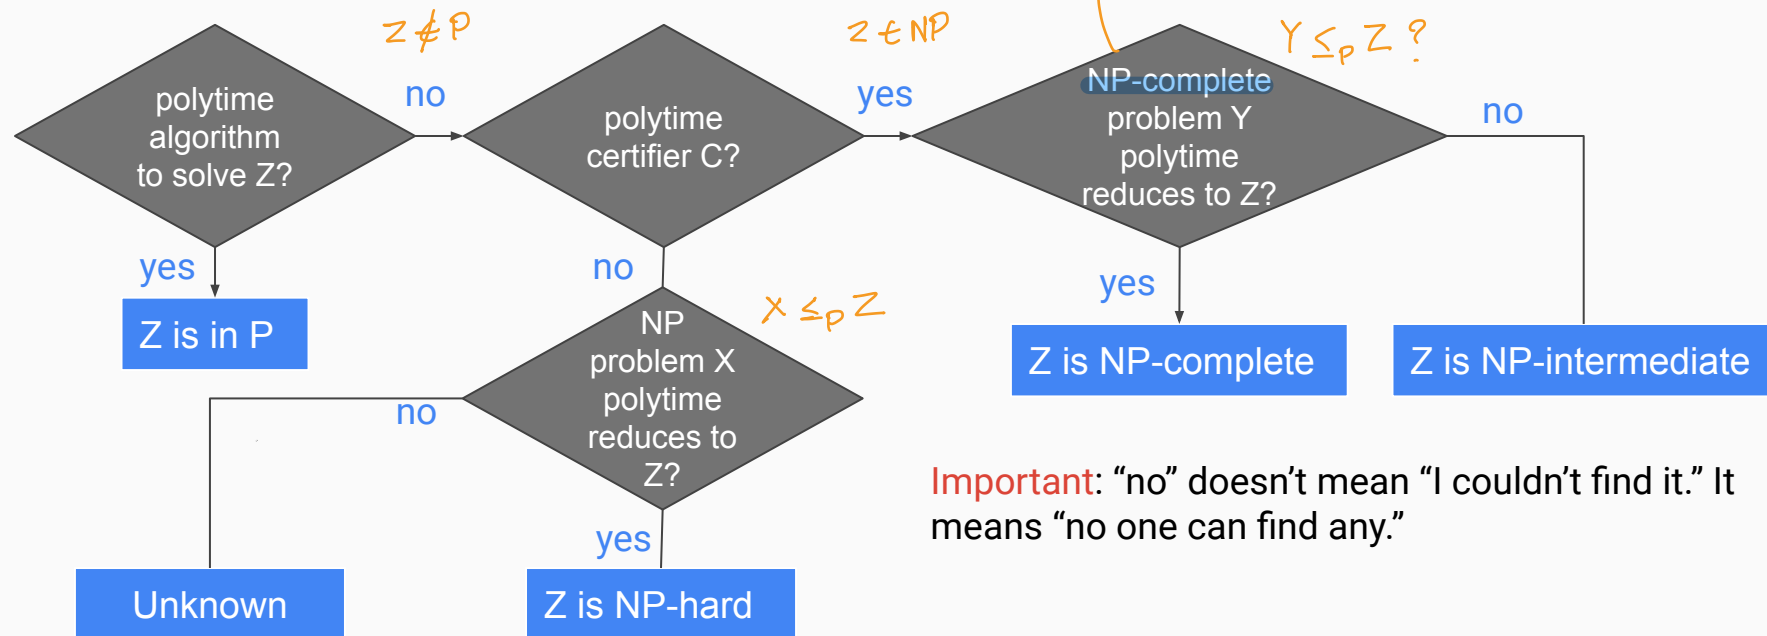 Z ∉ P
Z ∈ NP
Y ≤p Z ?
polytime
algorithm
to solve Z?
no
polytime
certifier C?
yes
NP-complete
problem Y
polytime
reduces to Z?
no
yes
Z is in P
no
X ≤p Z
yes
Z is NP-complete
Z is NP-intermediate
NP
problem X
polytime
reduces to
Z?
no
yes
Important: “no” doesn’t mean “I couldn’t find it.” It
means “no one can find any.”
Unknown
Z is NP-hard